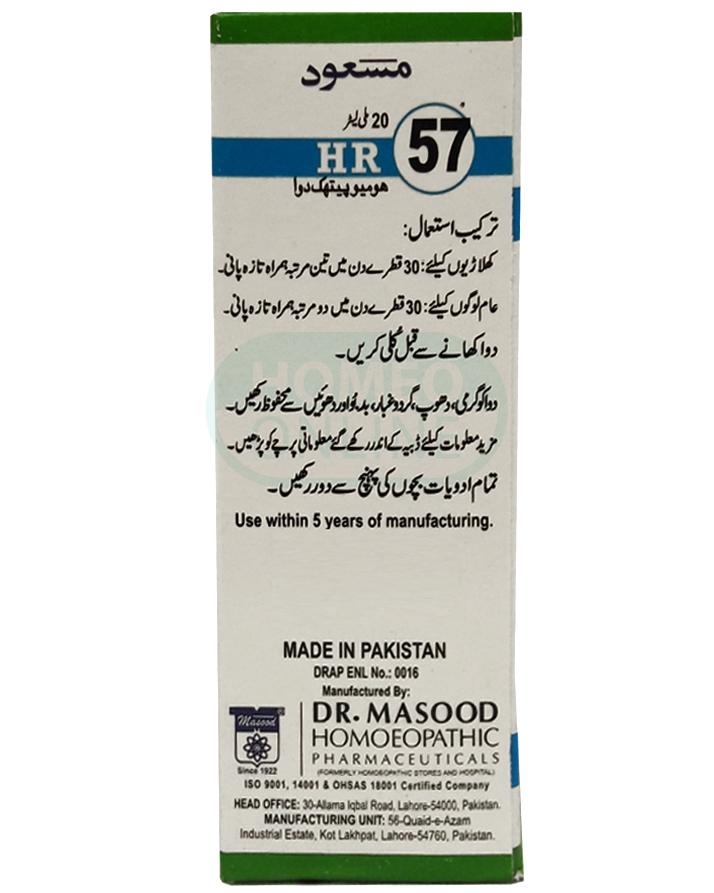 مسعود
20 ملی لیٹر
HR 57
ھومیوپیتھک دوا
ترکیب استعمال:
کھلاڑیوں کیلئے: 30 قطرے دن میں تین مرتبہ ہمراہ تازہ پانی۔
عام لوگوں کیلئے: 30 قطرے دن میں دو مرتبہ ہمراہ تازہ پانی۔
دوا کھانے سے قبل کُلی کریں۔
HOMEO
ONLINE
دوا کو گرمی، دھوپ، گردوغبار، بدبو اور دھوئیں سے محفوظ رکھیں۔
مزید معلومات کیلئے ڈبیہ کے اندر رکھے گئے معلوماتی پرچے کو پڑھیں۔
تمام ادویات بچوں کی پہنچ سے دور رکھیں۔
Use within 5 years of manufacturing.
MADE IN PAKISTAN
DRAP ENL No.: 0016
Manufactured By:
Masood
Since 1922
DR. MASOOD
HOMOEOPATHIC
PHARMACEUTICALS
(FORMERLY HOMOEOPATHIC STORES AND HOSPITAL)
ISO 9001, 14001 & OHSAS 18001 Certified Company
HEAD OFFICE: 30-Allama Iqbal Road, Lahore-54000, Pakistan.
MANUFACTURING UNIT: 56-Quaid-e-Azam
Industrial Estate, Kot Lakhpat, Lahore-54760, Pakistan.